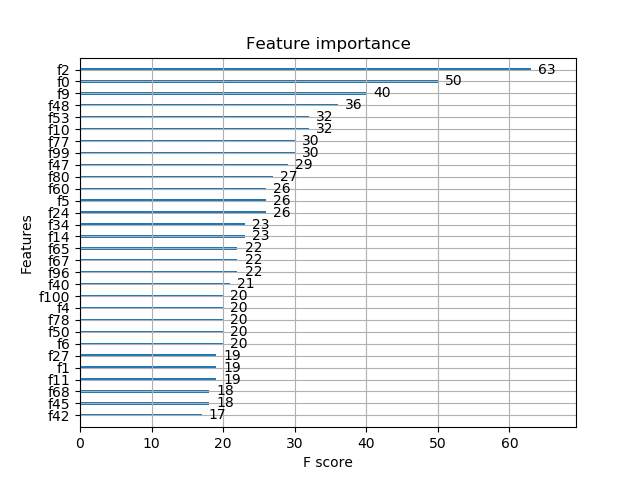 Feature importance
f2 63
f0 50
f9 40
f48 36
f53 32
f10 32
f77 30
f99 30
f47 29
f80 27
f60 26
f5 26
f24 26
f34 23
f14 23
f65 22
f67 22
f96 22
f40 21
f100 20
f4 20
f78 20
f50 20
f6 20
f27 19
f1 19
f11 19
f68 18
f45 18
f42 17
Features
0 10 20 30 40 50 60
F score